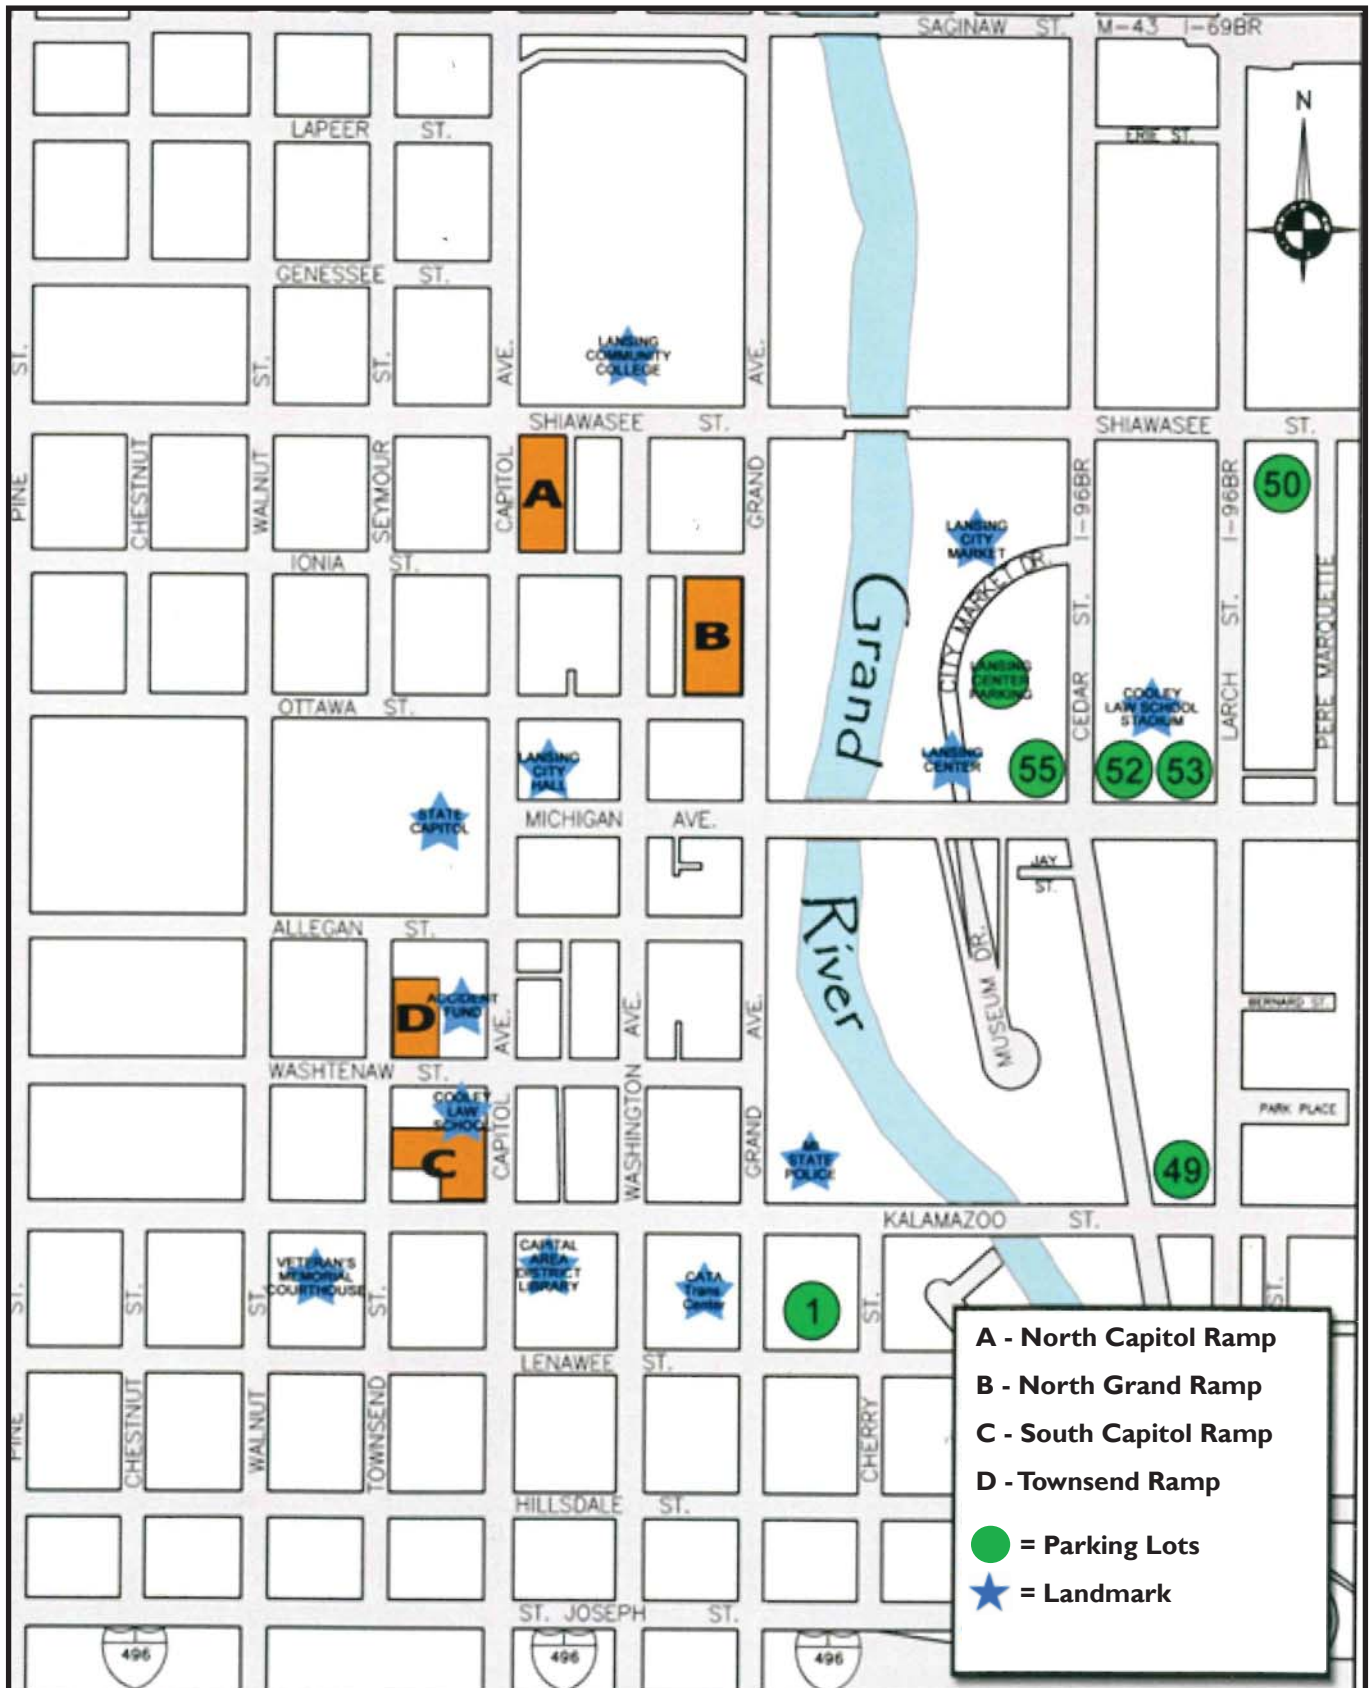 SAGINAW ST. M-43 I-69BR
N
LAPEER ST.
ERIE ST.
GENESSEE ST.
LANSING
COMMUNITY
COLLEGE
ST.
ST.
ST.
AVE.
AVE.
SHIAWASEE ST.
SHIAWASEE ST.
PINE
CHESTNUT
WALNUT
SEYMOUR
CAPITOL
A
GRAND
I-96BR
I-96BR
50
LANSING
CITY
MARKET
CITY MARKET DR.
IONIA ST.
B
Grand
ST.
ST.
PERE MARQUETTE
LANSING
CENTER
PARKING
CEDAR
LARCH
COOLEY
LAW SCHOOL
STADIUM
OTTAWA ST.
LANSING
CITY
HALL
LANSING
CENTER
55
52
53
STATE
CAPITOL
MICHIGAN AVE.
JAY
ST.
River
ALLEGAN ST.
MUSEUM DR.
D
ACCIDENT
FUND
AVE.
AVE.
AVE.
BERNARD ST.
WASHTENAW ST.
COOLEY
LAW
SCHOOL
C
CAPITOL
WASHINGTON
GRAND
PARK PLACE
MI
STATE
POLICE
49
KALAMAZOO ST.
VETERAN'S
MEMORIAL
COURTHOUSE
CAPITAL
AREA
DISTRICT
LIBRARY
CATA
Trans
Center
1
ST.
ST.
ST.
ST.
ST.
ST.
LENAWEE ST.
PINE
CHESTNUT
WALNUT
TOWNSEND
CHERRY
HILLSDALE ST.
ST. JOSEPH ST.
496
496
496
A - North Capitol Ramp
B - North Grand Ramp
C - South Capitol Ramp
D - Townsend Ramp
= Parking Lots
= Landmark